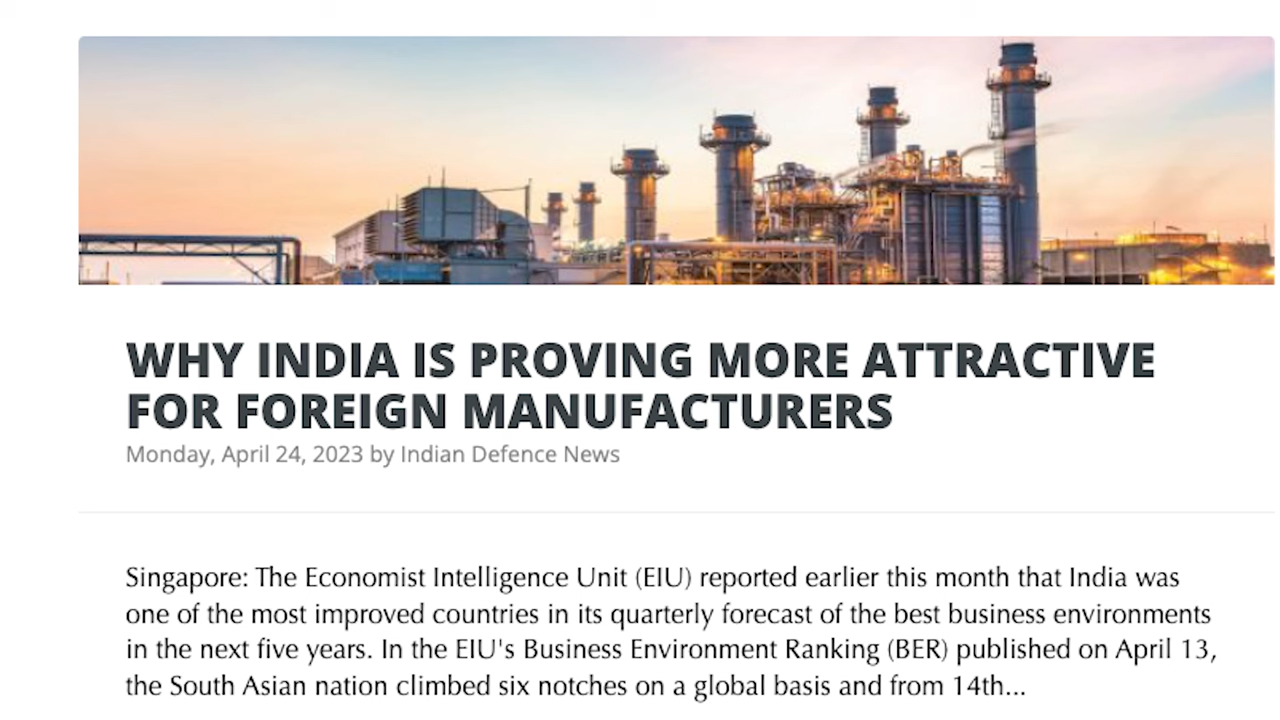 WHY INDIA IS PROVING MORE ATTRACTIVE
FOR FOREIGN MANUFACTURERS
Monday, April 24, 2023 by Indian Defence News
Singapore: The Economist Intelligence Unit (EIU) reported earlier this month that India was
one of the most improved countries in its quarterly forecast of the best business environments
in the next five years. In the EIU's Business Environment Ranking (BER) published on April 13,
the South Asian nation climbed six notches on a global basis and from 14th...